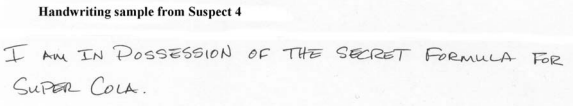 Handwriting sample from Suspect 4
I AM IN POSSESSION OF THE SECRET FORMULA FOR
SUPER COLA.